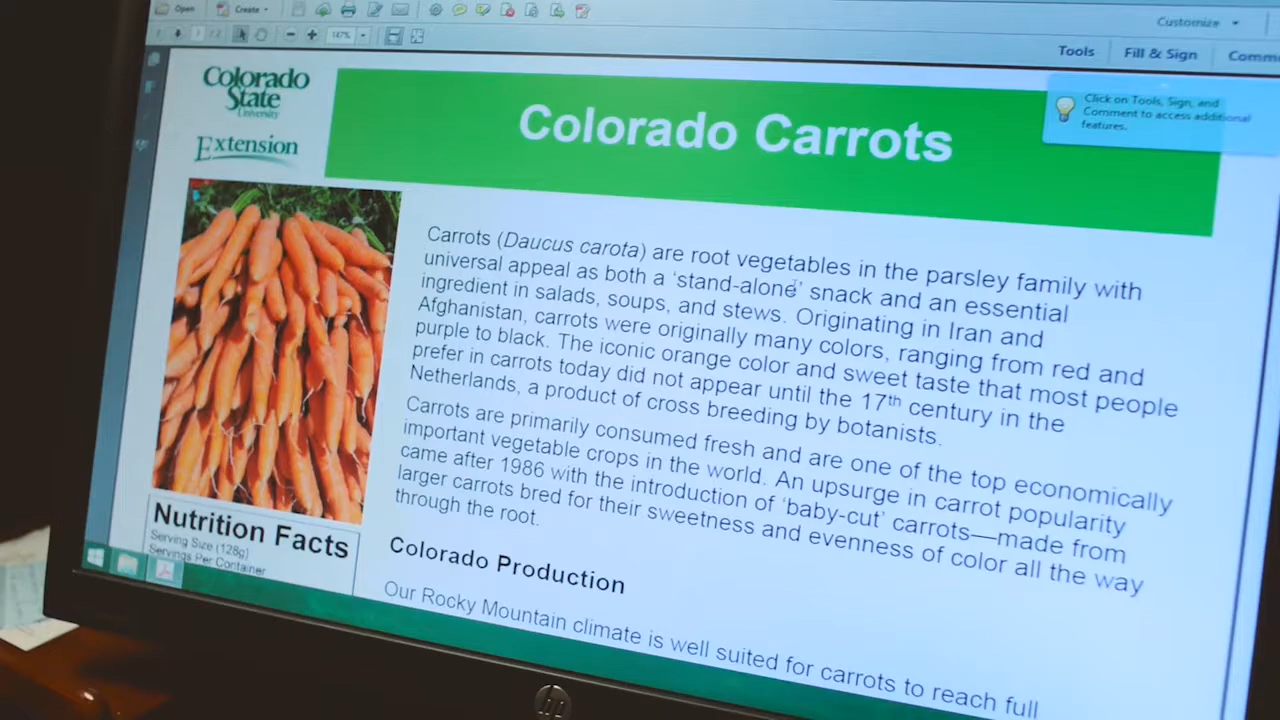 Open
Create
Customize
1
/ 2
147%
Tools
Fill & Sign
Comme
Click on Tools, Sign, and
Comment to access additional
features.
Colorado
State
University
Extension
Colorado Carrots
Carrots (Daucus carota) are root vegetables in the parsley family with
universal appeal as both a ‘stand-alone’ snack and an essential
ingredient in salads, soups, and stews. Originating in Iran and
Afghanistan, carrots were originally many colors, ranging from red and
purple to black. The iconic orange color and sweet taste that most people
prefer in carrots today did not appear until the 17th century in the
Netherlands, a product of cross breeding by botanists.
Carrots are primarily consumed fresh and are one of the top economically
important vegetable crops in the world. An upsurge in carrot popularity
came after 1986 with the introduction of ‘baby-cut’ carrots—made from
larger carrots bred for their sweetness and evenness of color all the way
through the root.
Nutrition Facts
Serving Size (128g)
Servings Per Container
Colorado Production
Our Rocky Mountain climate is well suited for carrots to reach full
hp